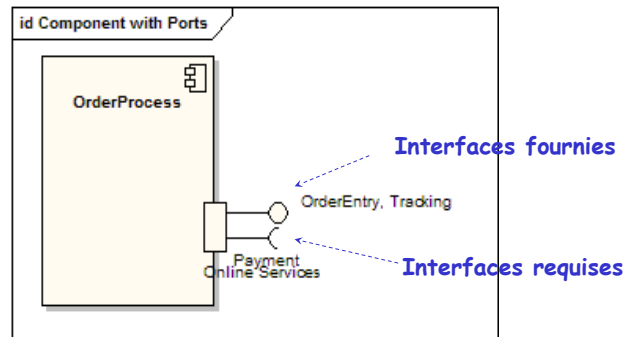 id Component with Ports
OrderProcess
Interfaces fournies
OrderEntry, Tracking
Payment
Online Services
Interfaces requises